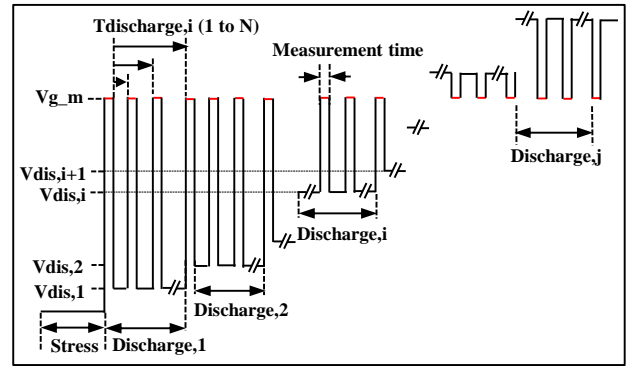 Tdischarge,i (1 to N)
Measurement time
Vg_m
Discharge,j
Vdis,i+1
Vdis,i
Discharge,i
Vdis,2
Vdis,1
Discharge,2
Stress
Discharge,1